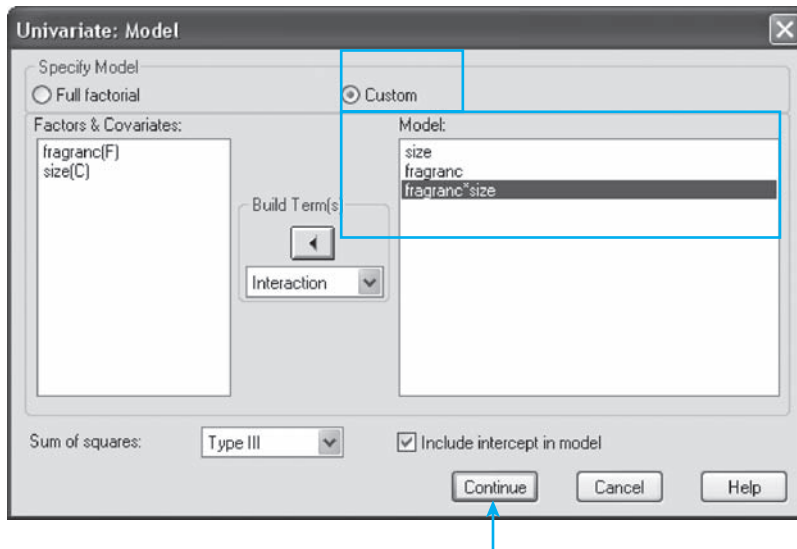 Univariate: Model
Specify Model
Full factorial
Custom
Factors & Covariates:
fragranc(F)
size(C)
Build Term(s)
Interaction
Model:
size
fragranc
fragranc*size
Sum of squares:
Type III
Include intercept in model
Continue
Cancel
Help